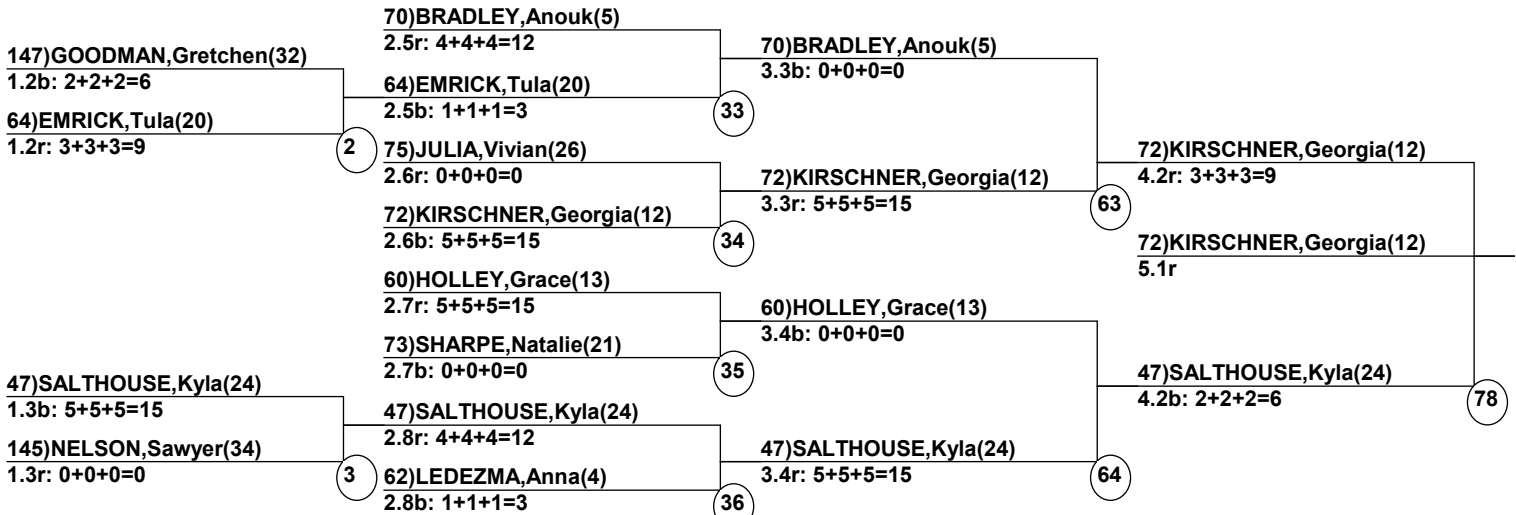 147)GOODMAN,Gretchen(32)
1.2b: 2+2+2=6
64)EMRICK,Tula(20)
1.2r: 3+3+3=9
2
47)SALTHOUSE,Kyla(24)
1.3b: 5+5+5=15
145)NELSON,Sawyer(34)
1.3r: 0+0+0=0
3
70)BRADLEY,Anouk(5)
2.5r: 4+4+4=12
64)EMRICK,Tula(20)
2.5b: 1+1+1=3
33
75)JULIA,Vivian(26)
2.6r: 0+0+0=0
72)KIRSCHNER,Georgia(12)
2.6b: 5+5+5=15
34
60)HOLLEY,Grace(13)
2.7r: 5+5+5=15
73)SHARPE,Natalie(21)
2.7b: 0+0+0=0
35
47)SALTHOUSE,Kyla(24)
2.8r: 4+4+4=12
62)LEDEZMA,Anna(4)
2.8b: 1+1+1=3
36
70)BRADLEY,Anouk(5)
3.3b: 0+0+0=0
72)KIRSCHNER,Georgia(12)
3.3r: 5+5+5=15
63
60)HOLLEY,Grace(13)
3.4b: 0+0+0=0
47)SALTHOUSE,Kyla(24)
3.4r: 5+5+5=15
64
72)KIRSCHNER,Georgia(12)
4.2r: 3+3+3=9
72)KIRSCHNER,Georgia(12)
5.1r
47)SALTHOUSE,Kyla(24)
4.2b: 2+2+2=6
78